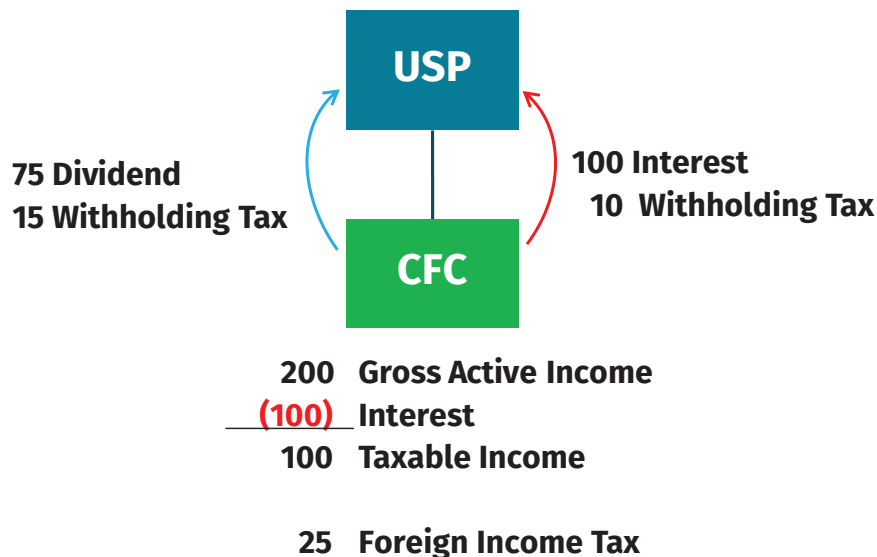 USP
75 Dividend
15 Withholding Tax
100 Interest
10 Withholding Tax
CFC
200 Gross Active Income
(100) Interest
100 Taxable Income
25 Foreign Income Tax